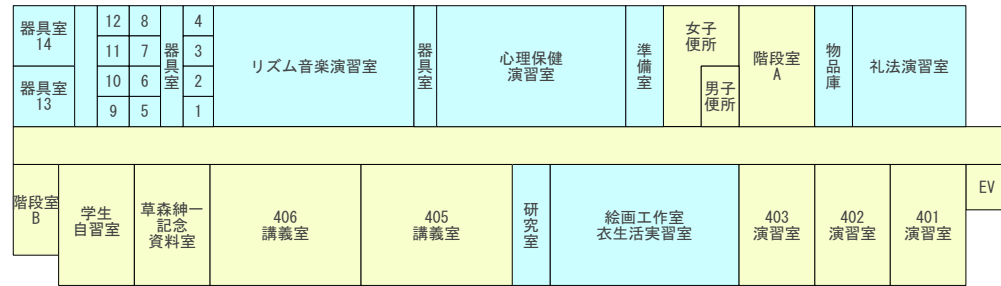 器具室
14
器具室
13
12
11
10
9
8
7
6
5
器具室
4
3
2
1
リズム音楽演習室
器具室
心理保健
演習室
準備室
女子
便所
男子
便所
階段室
A
物品庫
礼法演習室
階段室
B
学生
自習室
草森紳一
記念
資料室
406
講義室
405
講義室
研究室
絵画工作室
衣生活実習室
403
演習室
402
演習室
401
演習室
EV